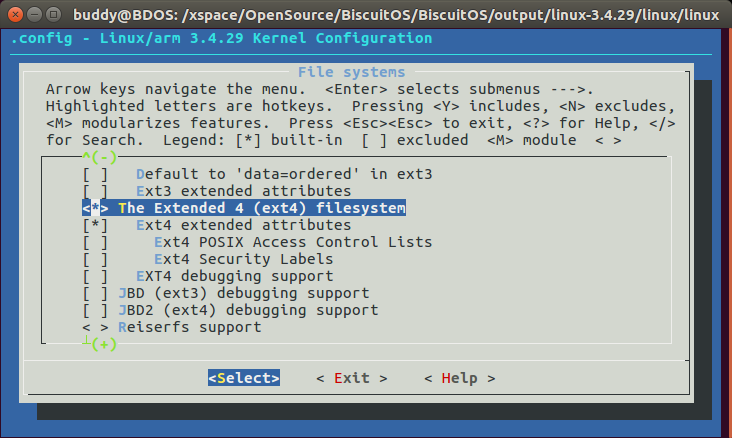 buddy@BDOS: /xspace/OpenSource/BiscuitOS/BiscuitOS/output/linux-3.4.29/linux/linux
.config - Linux/arm 3.4.29 Kernel Configuration
File systems
Arrow keys navigate the menu.  <Enter> selects submenus --->.
Highlighted letters are hotkeys.  Pressing <Y> includes, <N> excludes,
<M> modularizes features.  Press <Esc><Esc> to exit, <?> for Help, </>
for Search.  Legend: [*] built-in  [ ] excluded  <M> module  < >
^(-)
[ ]   Default to 'data=ordered' in ext3
[ ]   Ext3 extended attributes
<*> The Extended 4 (ext4) filesystem
[*]   Ext4 extended attributes
[ ]     Ext4 POSIX Access Control Lists
[ ]     Ext4 Security Labels
[ ]   EXT4 debugging support
[ ] JBD (ext3) debugging support
[ ] JBD2 (ext4) debugging support
< > Reiserfs support
┴(+)
<Select>    < Exit >    < Help >